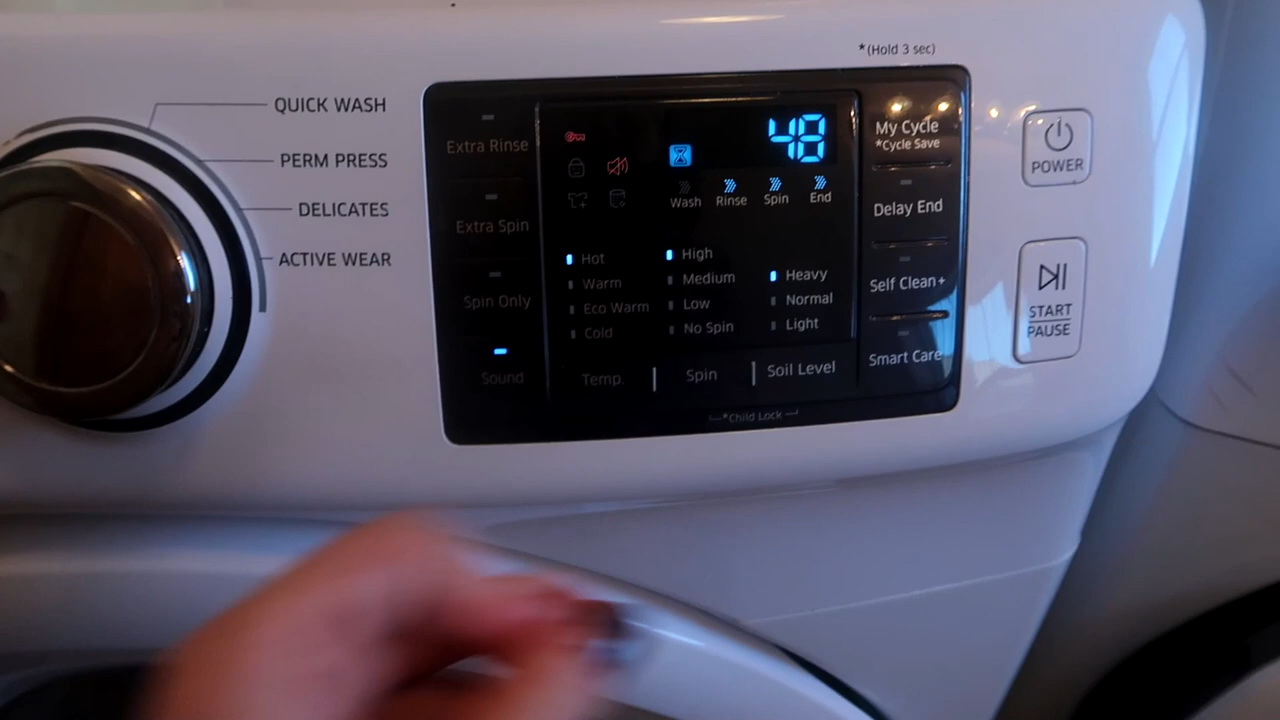 *(Hold 3 sec)
QUICK WASH
PERM PRESS
DELICATES
ACTIVE WEAR
Extra Rinse
Extra Spin
Spin Only
Sound
48
Wash Rinse Spin End
Hot
Warm
Eco Warm
Cold
Temp.
High
Medium
Low
No Spin
Spin
Heavy
Normal
Light
Soil Level
*Child Lock
My Cycle
*Cycle Save
Delay End
Self Clean+
Smart Care
POWER
START
PAUSE